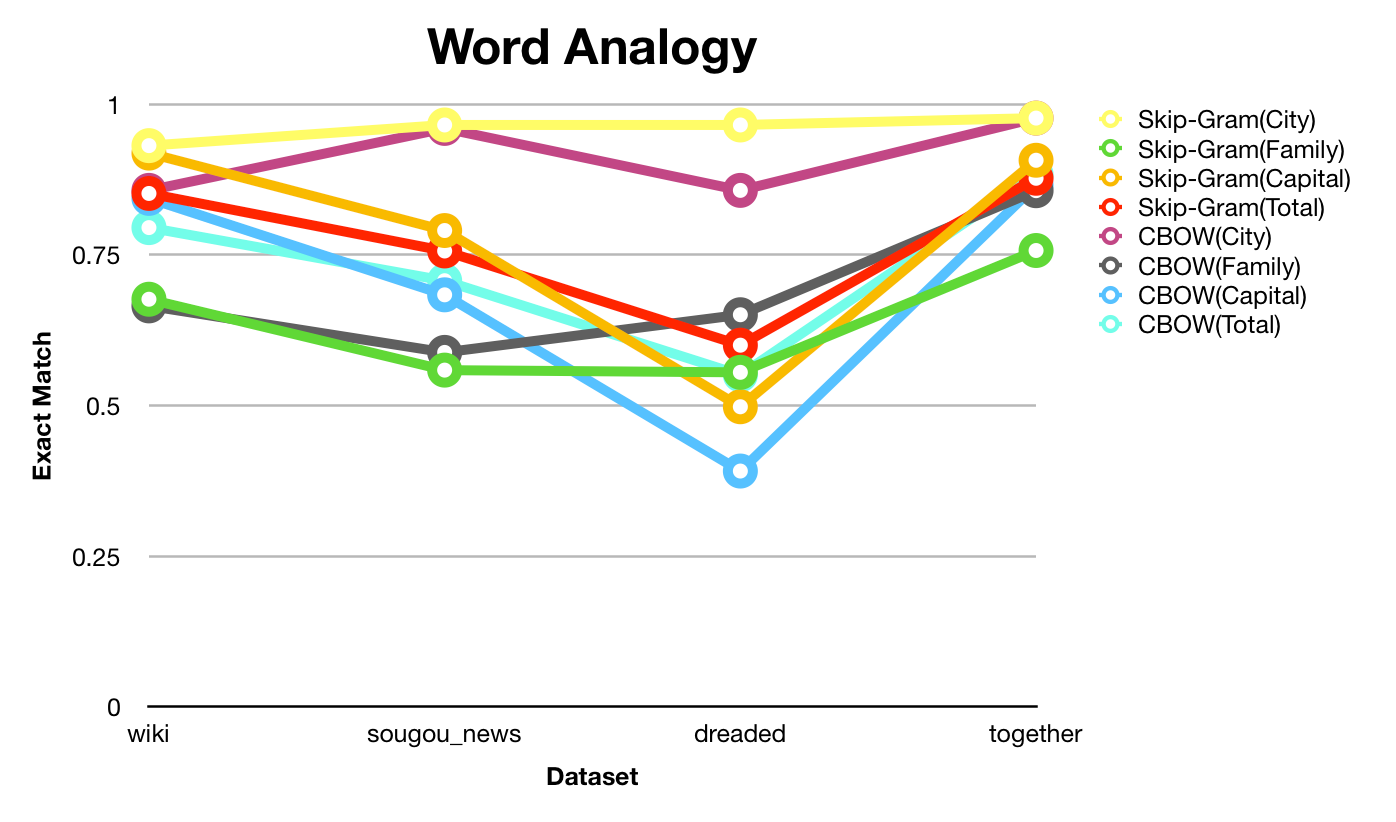 Word Analogy
1
0.75
0.5
0.25
0
Exact Match
wiki
sougou_news
dreaded
together
Dataset
Skip-Gram(City)
Skip-Gram(Family)
Skip-Gram(Capital)
Skip-Gram(Total)
CBOW(City)
CBOW(Family)
CBOW(Capital)
CBOW(Total)